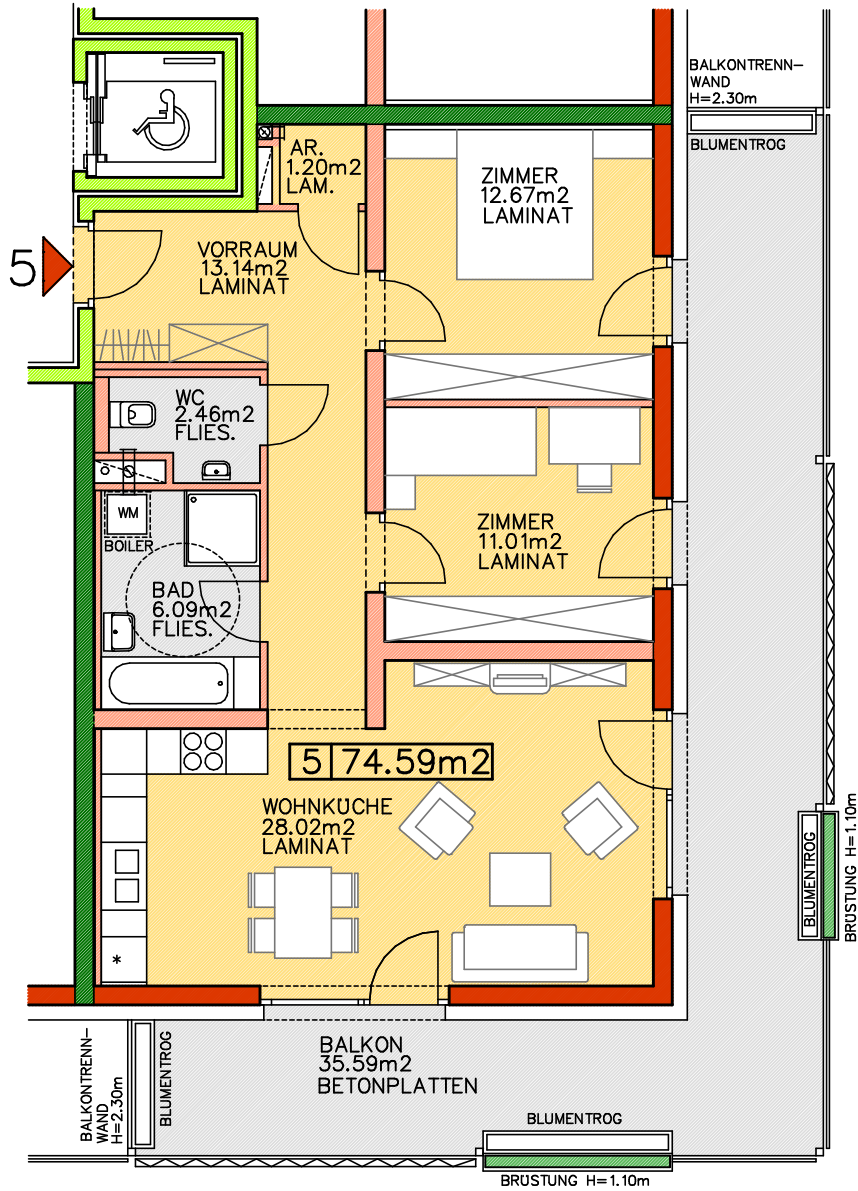 BALKONTRENN-
WAND
H=2.30m
BLUMENTROG
AR.
1.20m2
LAM.
ZIMMER
12.67m2
LAMINAT
5
VORRAUM
13.14m2
LAMINAT
WC
2.46m2
FLIES.
WM
BOILER
ZIMMER
11.01m2
LAMINAT
BAD
6.09m2
FLIES.
5 74.59m2
WOHNKÜCHE
28.02m2
LAMINAT
*
BLUMENTROG
BRÜSTUNG H=1.10m
BALKON
35.59m2
BETONPLATTEN
BALKONTRENN-
WAND
H=2.30m
BLUMENTROG
BLUMENTROG
BRÜSTUNG H=1.10m